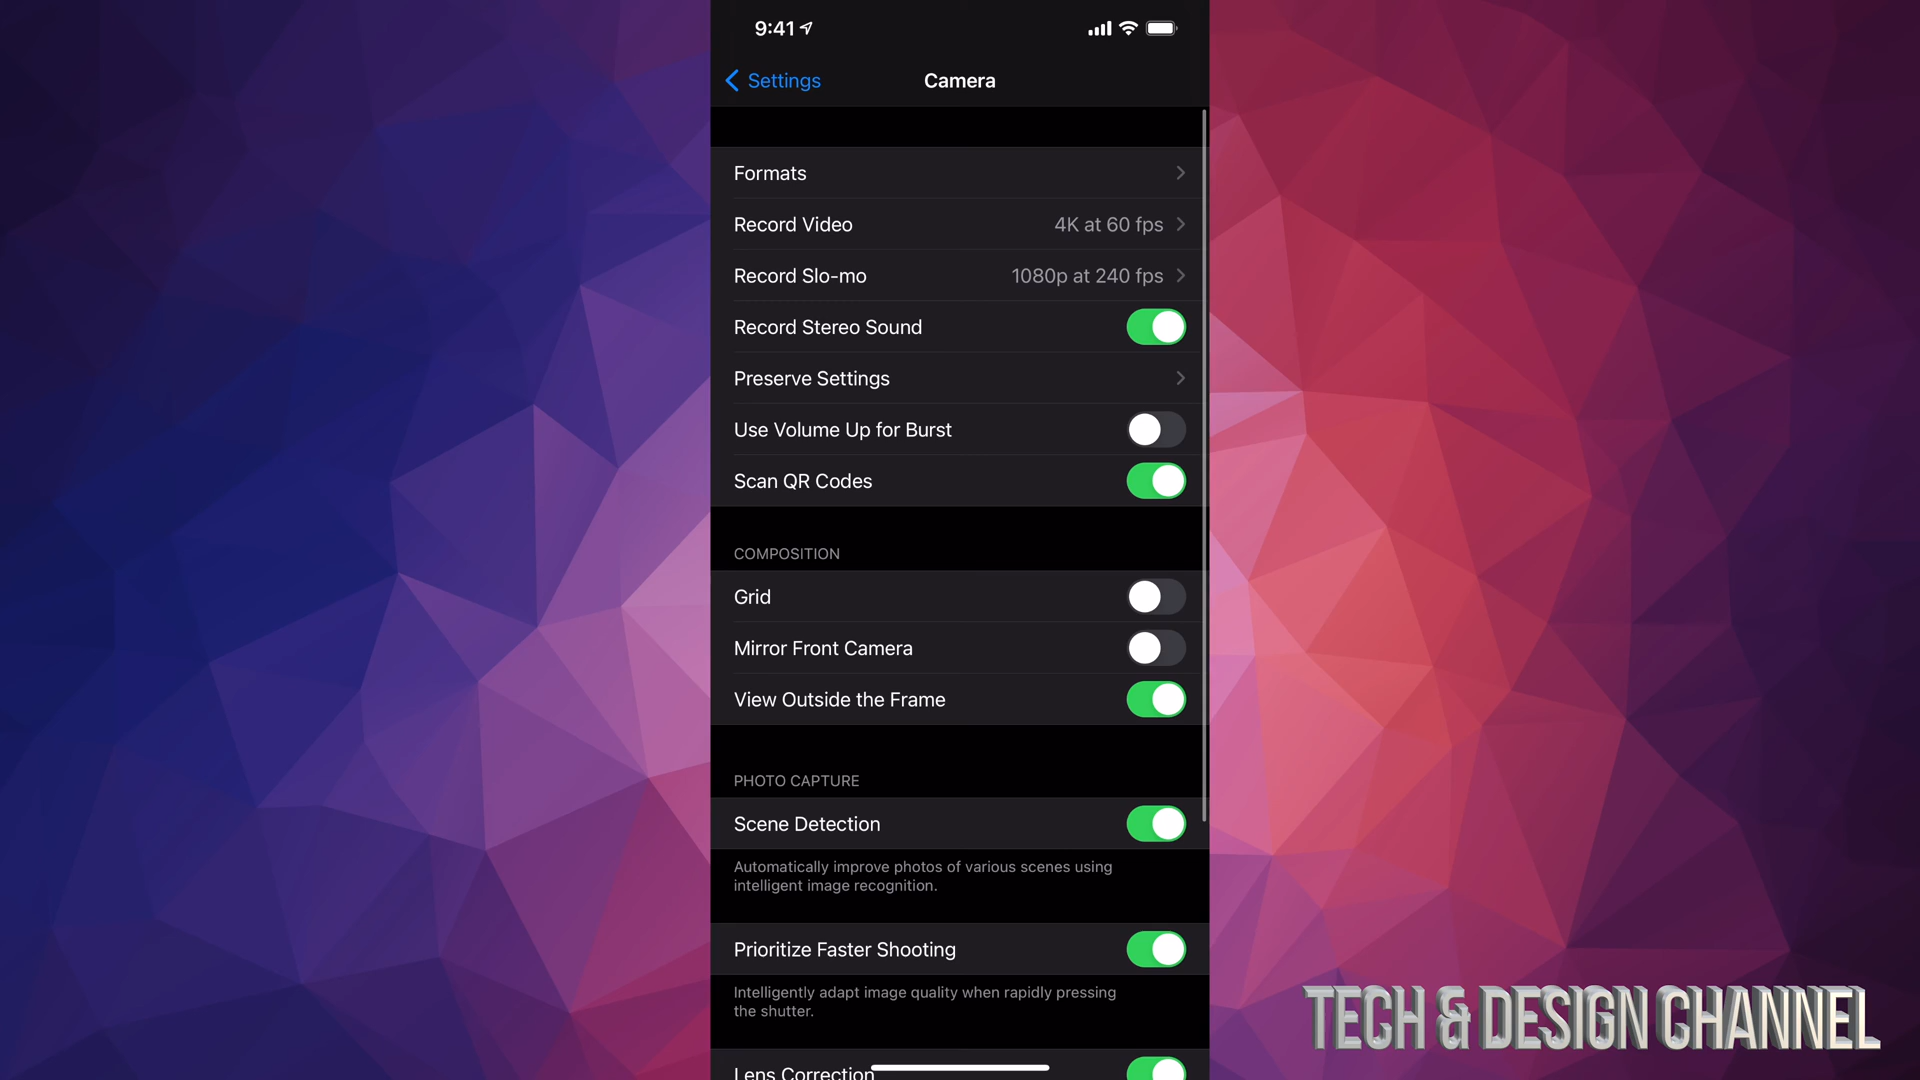 9:41
Settings
Camera
Formats
Record Video 4K at 60 fps
Record Slo-mo 1080p at 240 fps
Record Stereo Sound
Preserve Settings
Use Volume Up for Burst
Scan QR Codes
COMPOSITION
Grid
Mirror Front Camera
View Outside the Frame
PHOTO CAPTURE
Scene Detection
Automatically improve photos of various scenes using
intelligent image recognition.
Prioritize Faster Shooting
Intelligently adapt image quality when rapidly pressing
the shutter.
Lens Correction
TECH & DESIGN CHANNEL